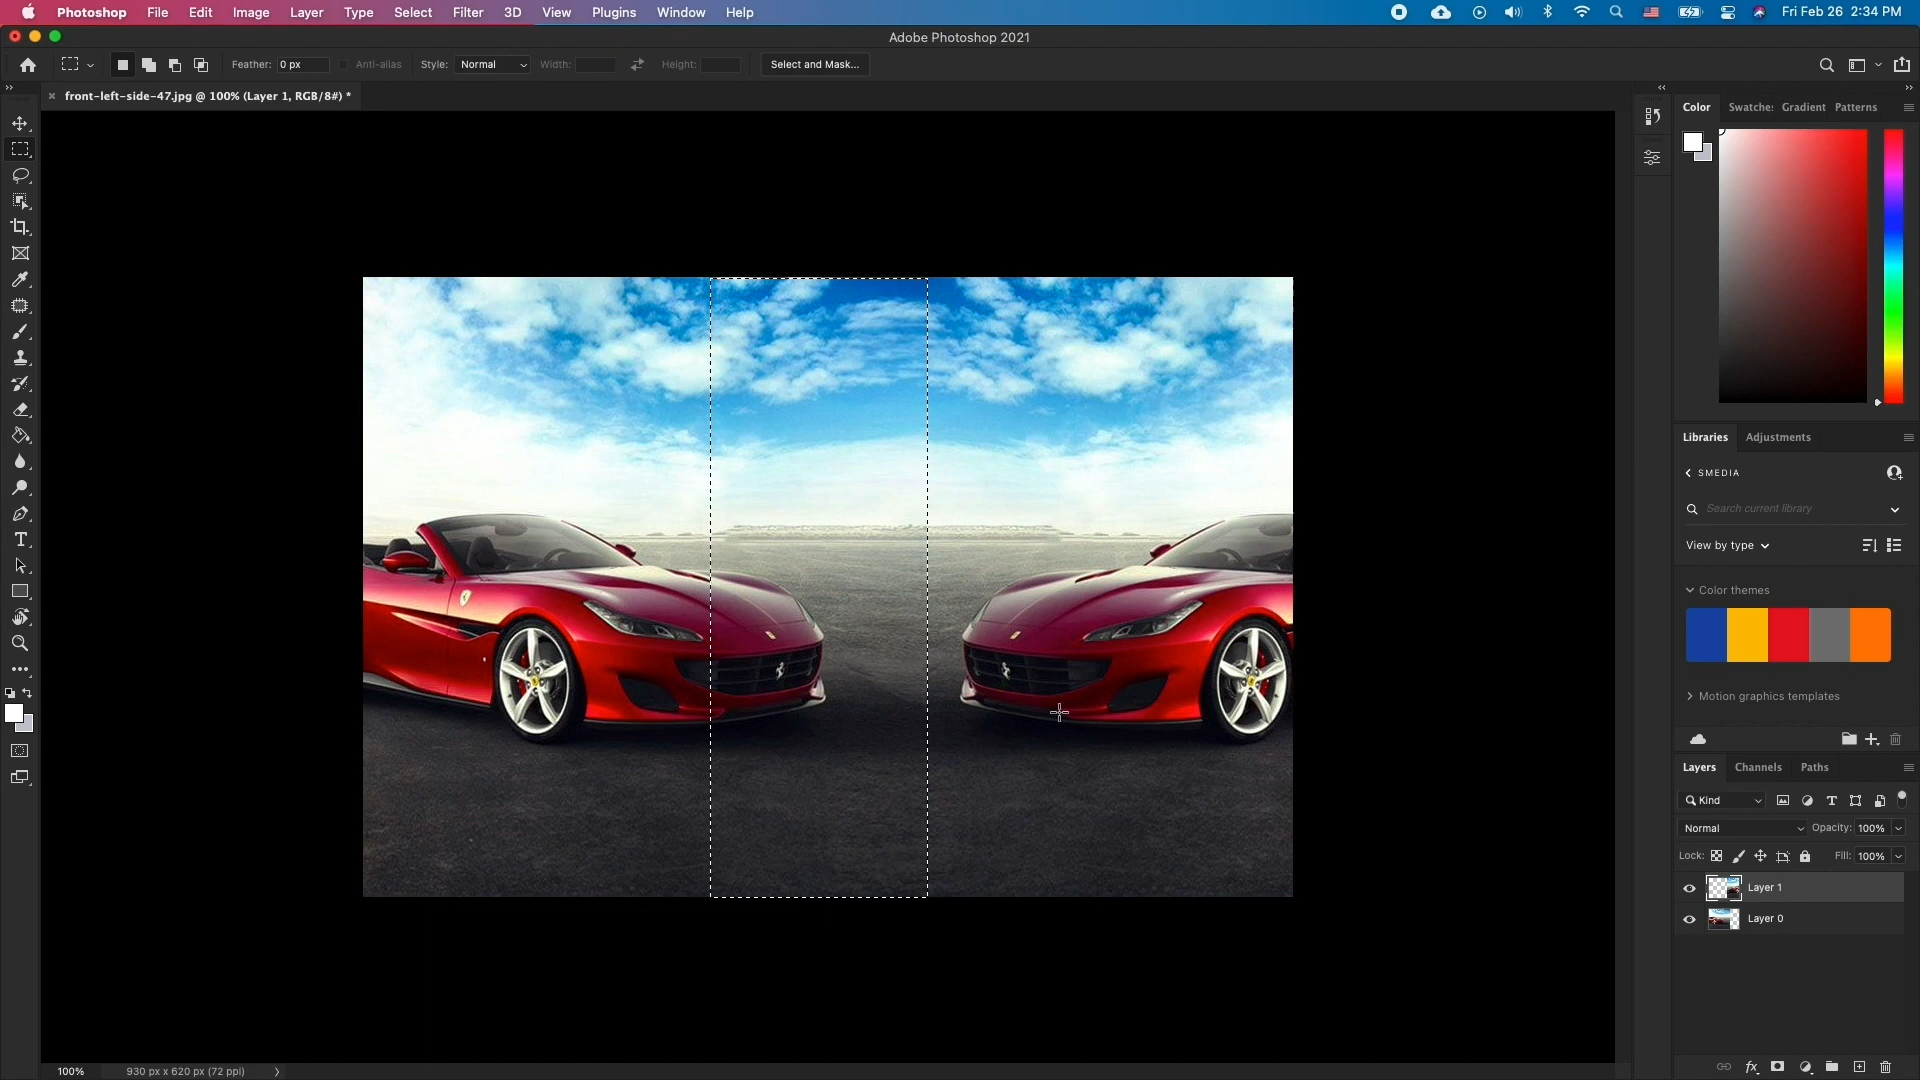 Photoshop File Edit Image Layer Type Select Filter 3D View Plugins Window Help Fri Feb 26 2:34 PM
Adobe Photoshop 2021
Feather: 0 px Anti-alias Style: Normal Width: Height: Select and Mask...
× front-left-side-47.jpg @ 100% (Layer 1, RGB/8#) *
Color Swatche: Gradient Patterns
Libraries Adjustments
SMEDIA
Search current library
View by type
Color themes
Motion graphics templates
Layers Channels Paths
Kind
Normal Opacity: 100%
Lock: Fill: 100%
Layer 1
Layer 0
100% 930 px x 620 px (72 ppi)